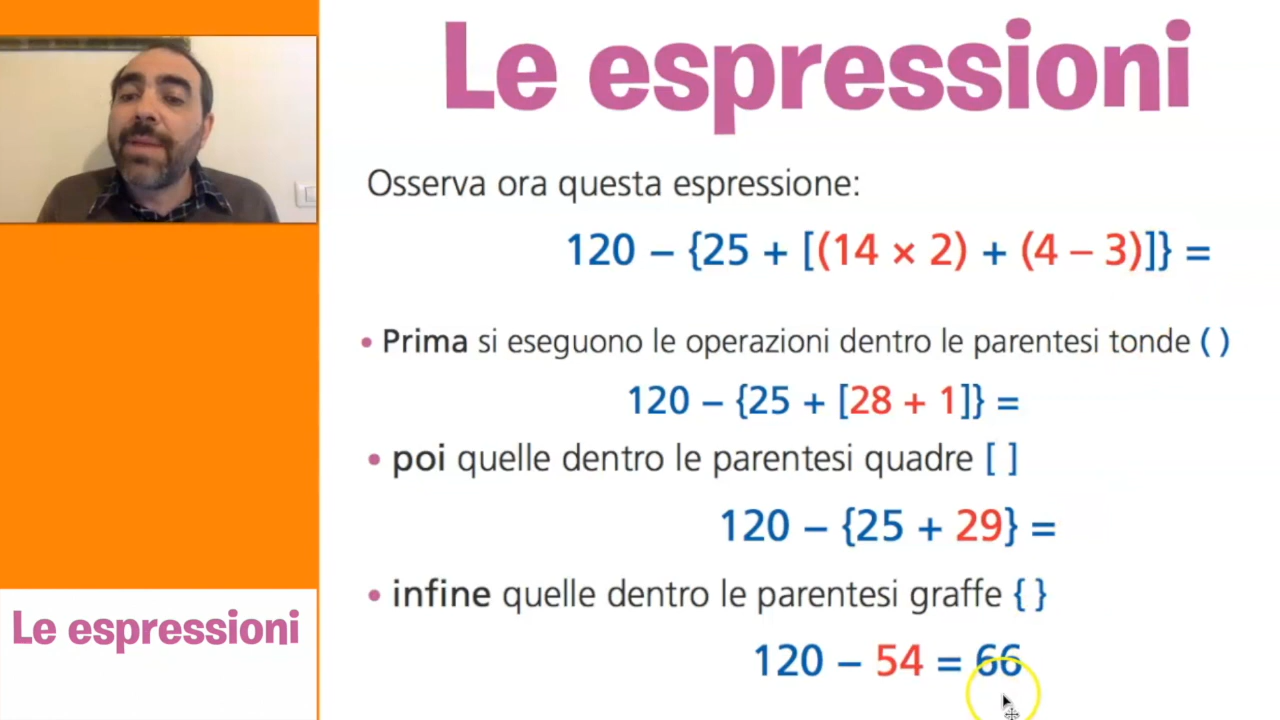 Le espressioni
Osserva ora questa espressione:
120 – {25 + [(14 × 2) + (4 – 3)]} =
• Prima si eseguono le operazioni dentro le parentesi tonde ( )
120 – {25 + [28 + 1]} =
• poi quelle dentro le parentesi quadre [ ]
120 – {25 + 29} =
• infine quelle dentro le parentesi graffe { }
120 – 54 = 66
Le espressioni